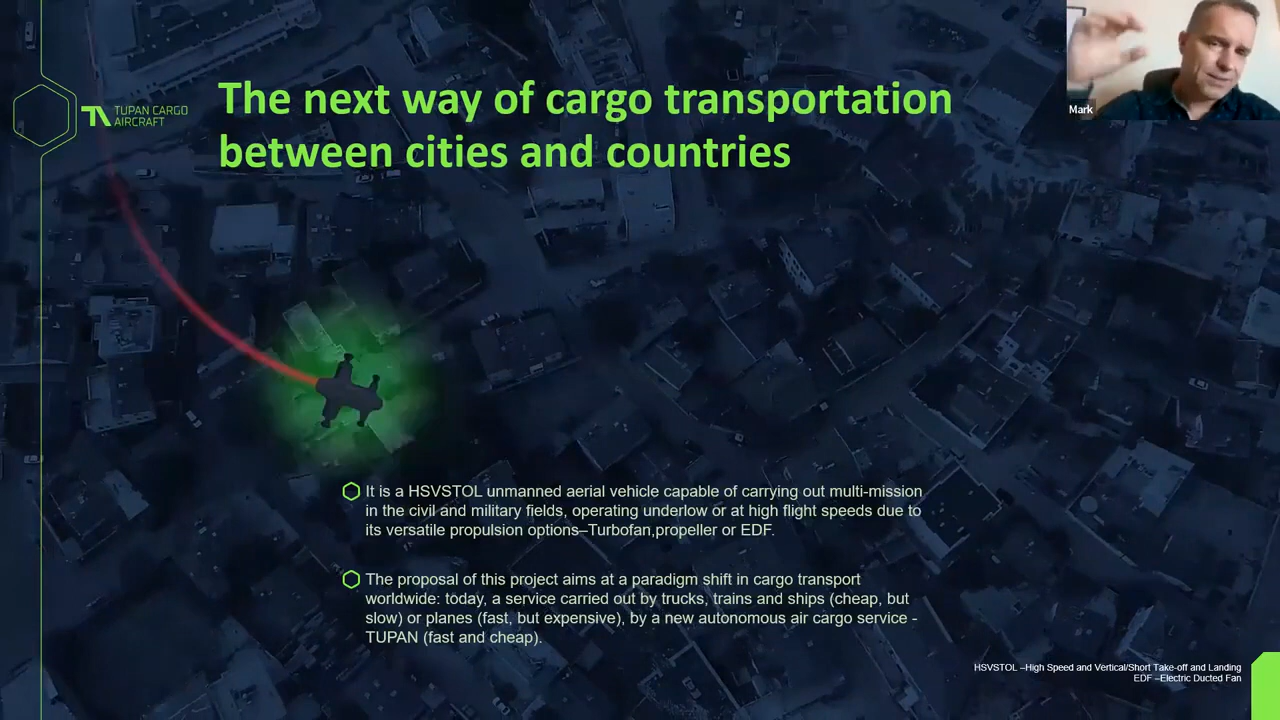 The next way of cargo transportation
between cities and countries
TUPAN CARGO
AIRCRAFT
Mark
It is a HSVSTOL unmanned aerial vehicle capable of carrying out multi-mission
in the civil and military fields, operating underlow or at high flight speeds due to
its versatile propulsion options–Turbofan,propeller or EDF.
The proposal of this project aims at a paradigm shift in cargo transport
worldwide: today, a service carried out by trucks, trains and ships (cheap, but
slow) or planes (fast, but expensive), by a new autonomous air cargo service -
TUPAN (fast and cheap).
HSVSTOL –High Speed and Vertical/Short Take-off and Landing
EDF –Electric Ducted Fan